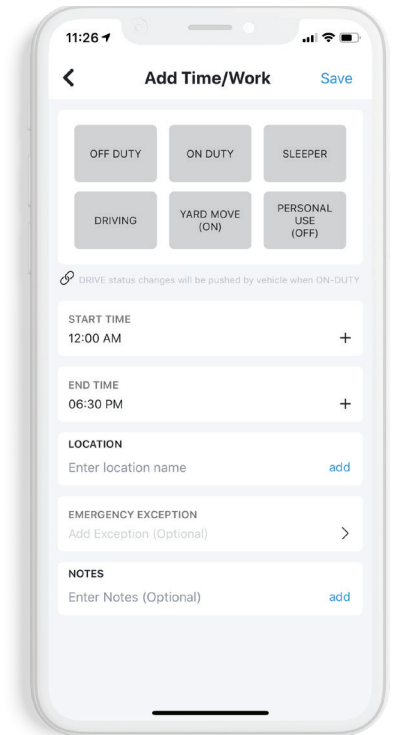 11:26
Add Time/Work Save
OFF DUTY ON DUTY SLEEPER
DRIVING YARD MOVE (ON) PERSONAL USE (OFF)
DRIVE status changes will be pushed by vehicle when ON-DUTY
START TIME
12:00 AM +
END TIME
06:30 PM +
LOCATION
Enter location name add
EMERGENCY EXCEPTION
Add Exception (Optional)
NOTES
Enter Notes (Optional) add